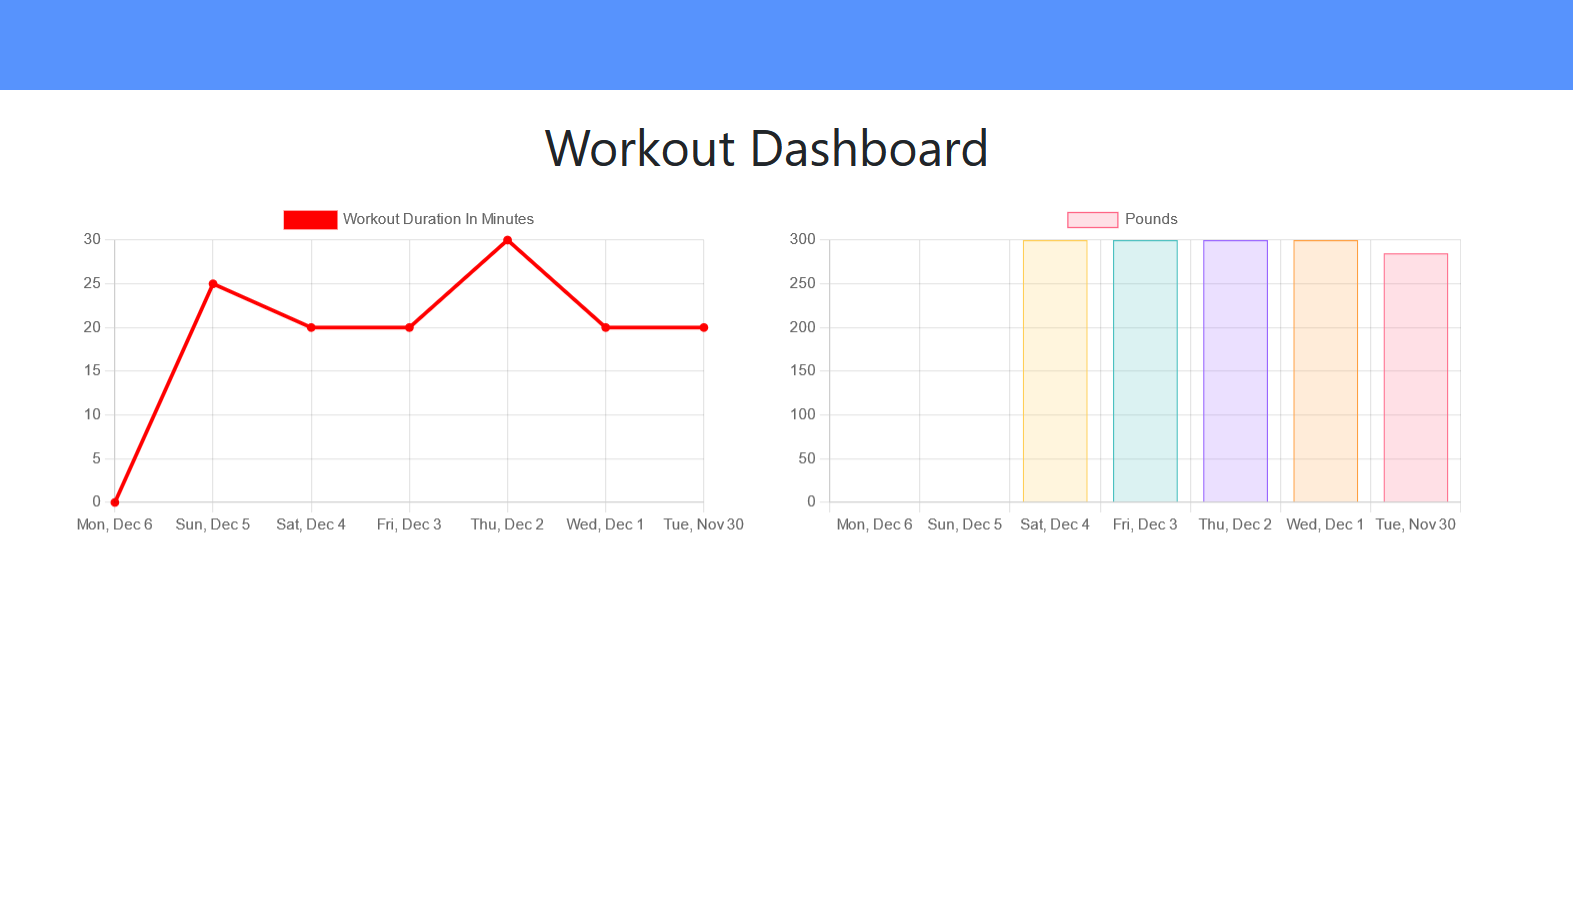 Workout Dashboard
Workout Duration In Minutes
30
25
20
15
10
5
0
Mon, Dec 6 Sun, Dec 5 Sat, Dec 4 Fri, Dec 3 Thu, Dec 2 Wed, Dec 1 Tue, Nov 30
Pounds
300
250
200
150
100
50
0
Mon, Dec 6 Sun, Dec 5 Sat, Dec 4 Fri, Dec 3 Thu, Dec 2 Wed, Dec 1 Tue, Nov 30